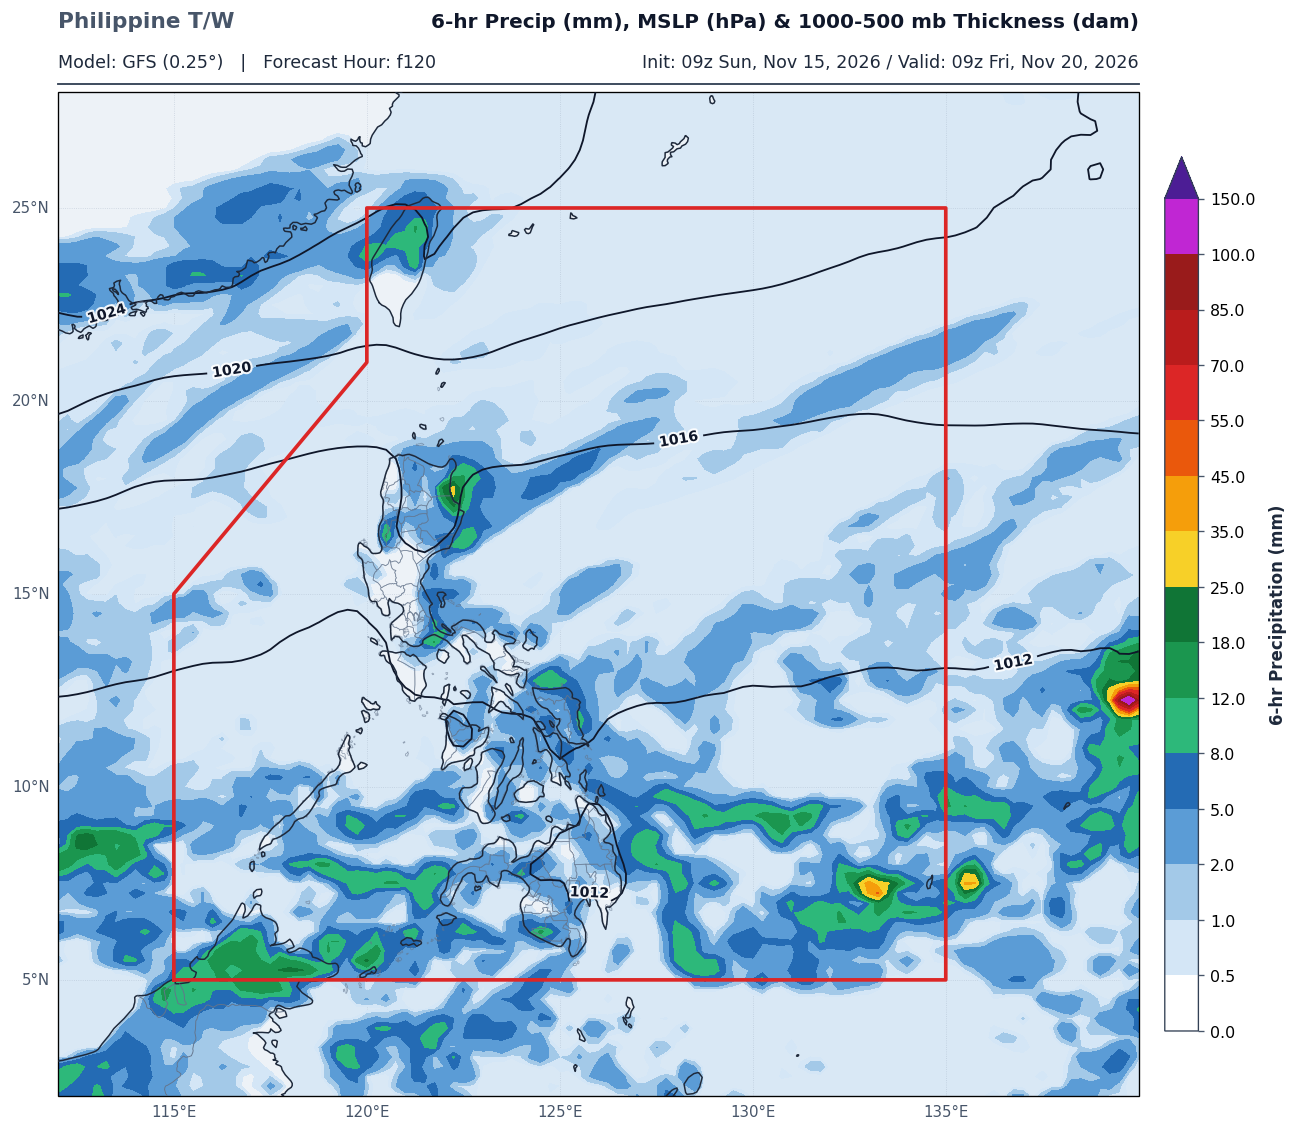 Philippine T/W
6-hr Precip (mm), MSLP (hPa) & 1000-500 mb Thickness (dam)
Model: GFS (0.25°) | Forecast Hour: f120
Init: 09z Sun, Nov 15, 2026 / Valid: 09z Fri, Nov 20, 2026
25°N
20°N
15°N
10°N
5°N
115°E
120°E
125°E
130°E
135°E
1024
1020
1016
1012
1012
150.0
100.0
85.0
70.0
55.0
45.0
35.0
25.0
18.0
12.0
8.0
5.0
2.0
1.0
0.5
0.0
6-hr Precipitation (mm)